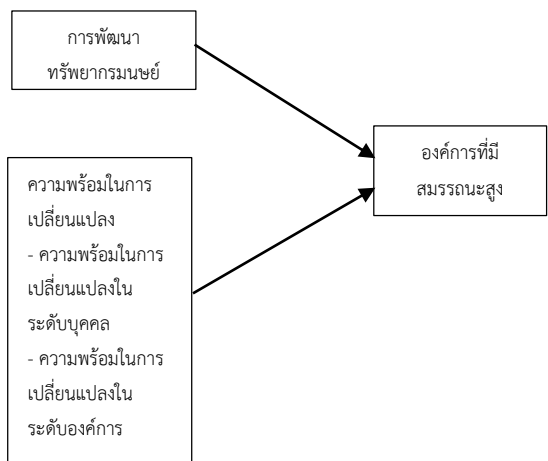 การพัฒนา
ทรัพยากรมนษย์
องค์การที่มี
สมรรถนะสูง
ความพร้อมในการ
เปลี่ยนแปลง
- ความพร้อมในการ
เปลี่ยนแปลงใน
ระดับบุคคล
- ความพร้อมในการ
เปลี่ยนแปลงใน
ระดับองค์การ